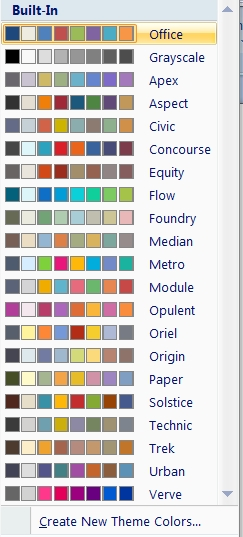 Built-In
Office
Grayscale
Apex
Aspect
Civic
Concourse
Equity
Flow
Foundry
Median
Metro
Module
Opulent
Oriel
Origin
Paper
Solstice
Technic
Trek
Urban
Verve
Create New Theme Colors...